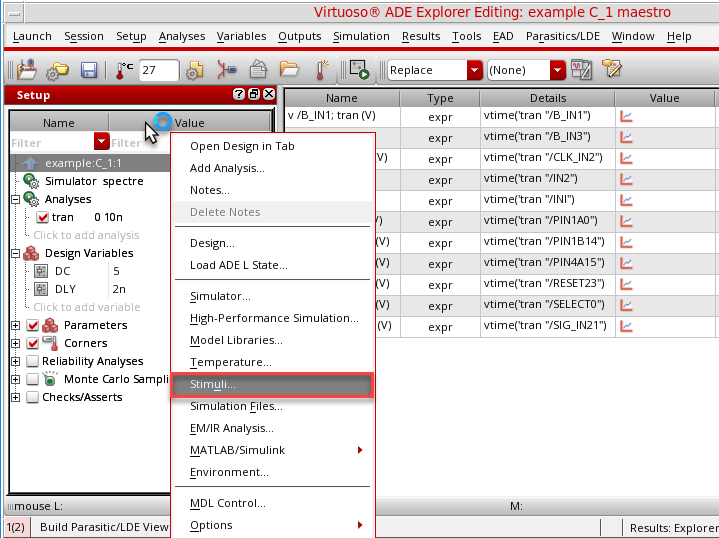 Virtuoso® ADE Explorer Editing: example C_1 maestro
Launch Session Setup Analyses Variables Outputs Simulation Results Tools EAD Parasitics/LDE Window Help
°C 27 Replace (None)
Setup
Name Value
Filter Filter
example:C_1:1
Simulator spectre
Analyses
tran 0 10n
Click to add analysis
Design Variables
DC 5
DLY 2n
Click to add variable
Parameters
Corners
Reliability Analyses
Monte Carlo Sampli
Checks/Asserts
Open Design in Tab
Add Analysis...
Notes...
Delete Notes
Design...
Load ADE L State...
Simulator...
High-Performance Simulation...
Model Libraries...
Temperature...
Stimuli...
Simulation Files...
EM/IR Analysis...
MATLAB/Simulink
Environment...
MDL Control...
Options
Name Type Details Value
v /B_IN1; tran (V) expr vtime('tran "/B_IN1")
expr vtime('tran "/B_IN3")
V) expr vtime('tran "/CLK_IN2")
expr vtime('tran "/IN2")
expr vtime('tran "/INI")
V) expr vtime('tran "/PIN1A0")
(V) expr vtime('tran "/PIN1B14")
(V) expr vtime('tran "/PIN4A15")
(V) expr vtime('tran "/RESET23")
(V) expr vtime('tran "/SELECT0")
(V) expr vtime('tran "/SIG_IN21")
mouse L: M:
1(2) Build Parasitic/LDE View Results: Explorer